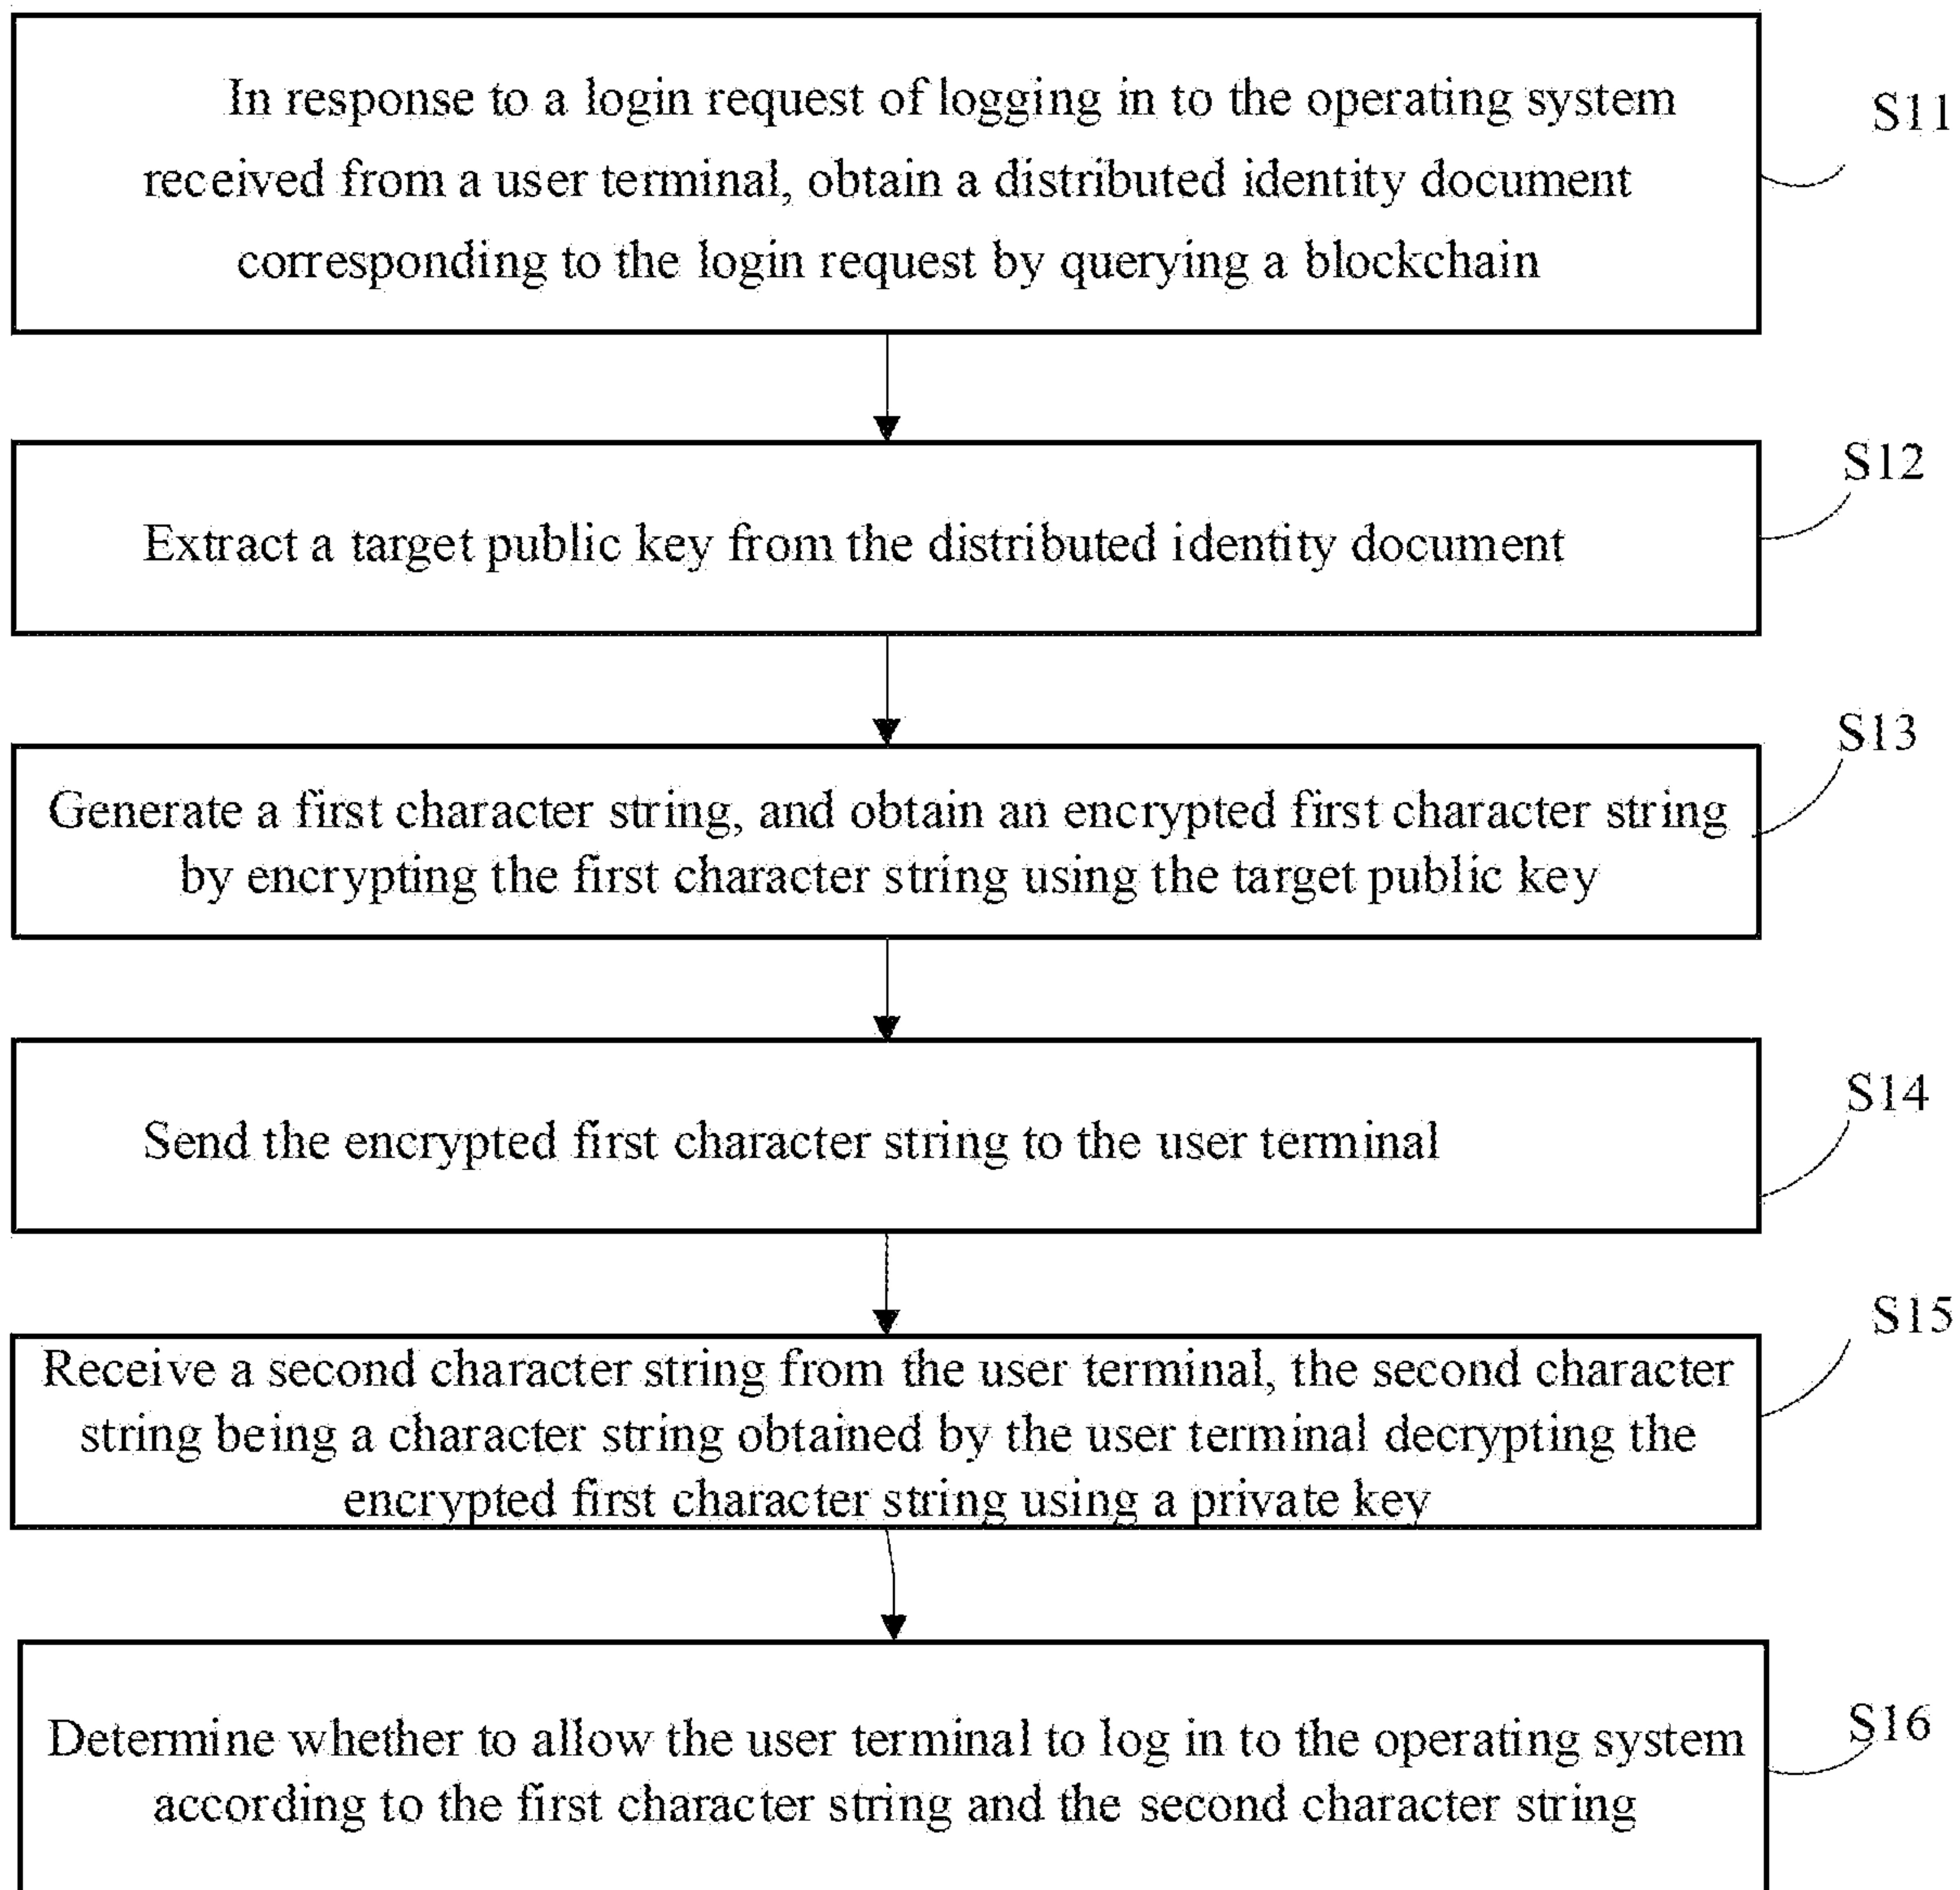 In response to a login request of logging in to the operating system
S11
received from a user terminal, obtain a distributed identity document
corresponding to the login request by querying a blockchain
S12
Extract a target public key from the distributed identity document
S13
Generate a first character string, and obtain an encrypted first character string
by encrypting the first character string using the target public key
S14
Send the encrypted first character string to the user terminal
S15
Receive a second character string from the user terminal, the second character
string being a character string obtained by the user terminal decrypting the
encrypted first character string using a private key
S16
Determine whether to allow the user terminal to log in to the operating system
according to the first character string and the second character string